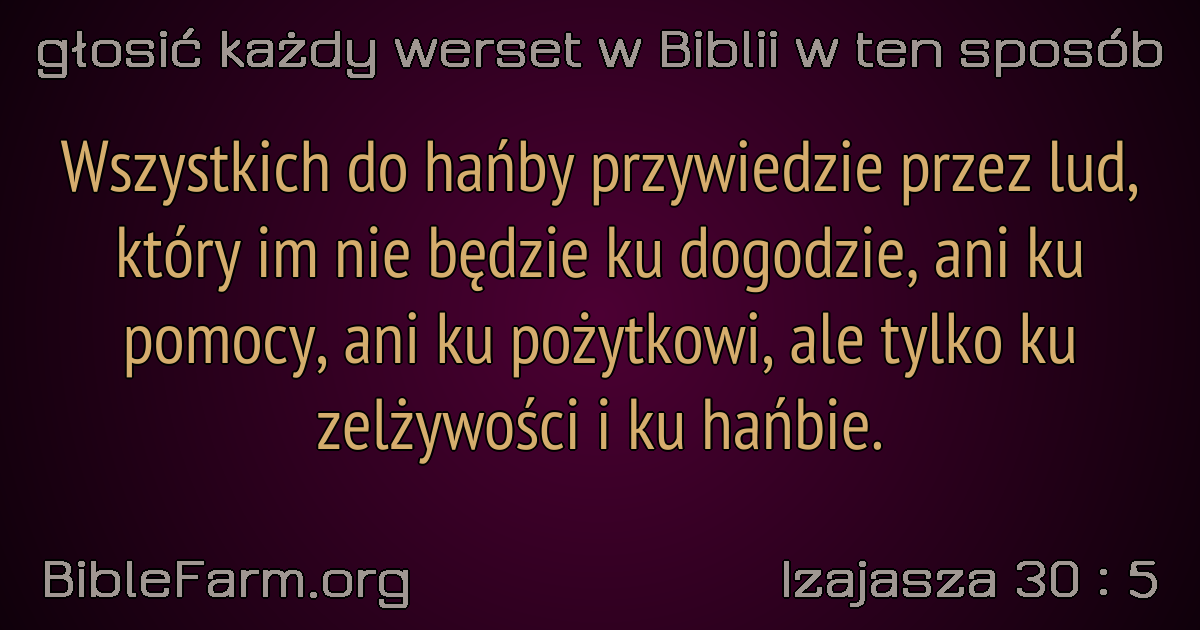 głosić każdy werset w Biblii w ten sposób
Wszystkich do hańby przywiedzie przez lud,
który im nie będzie ku dogodzie, ani ku
pomocy, ani ku pożytkowi, ale tylko ku
zelżywości i ku hańbie.
BibleFarm.org
Izajasza 30 : 5